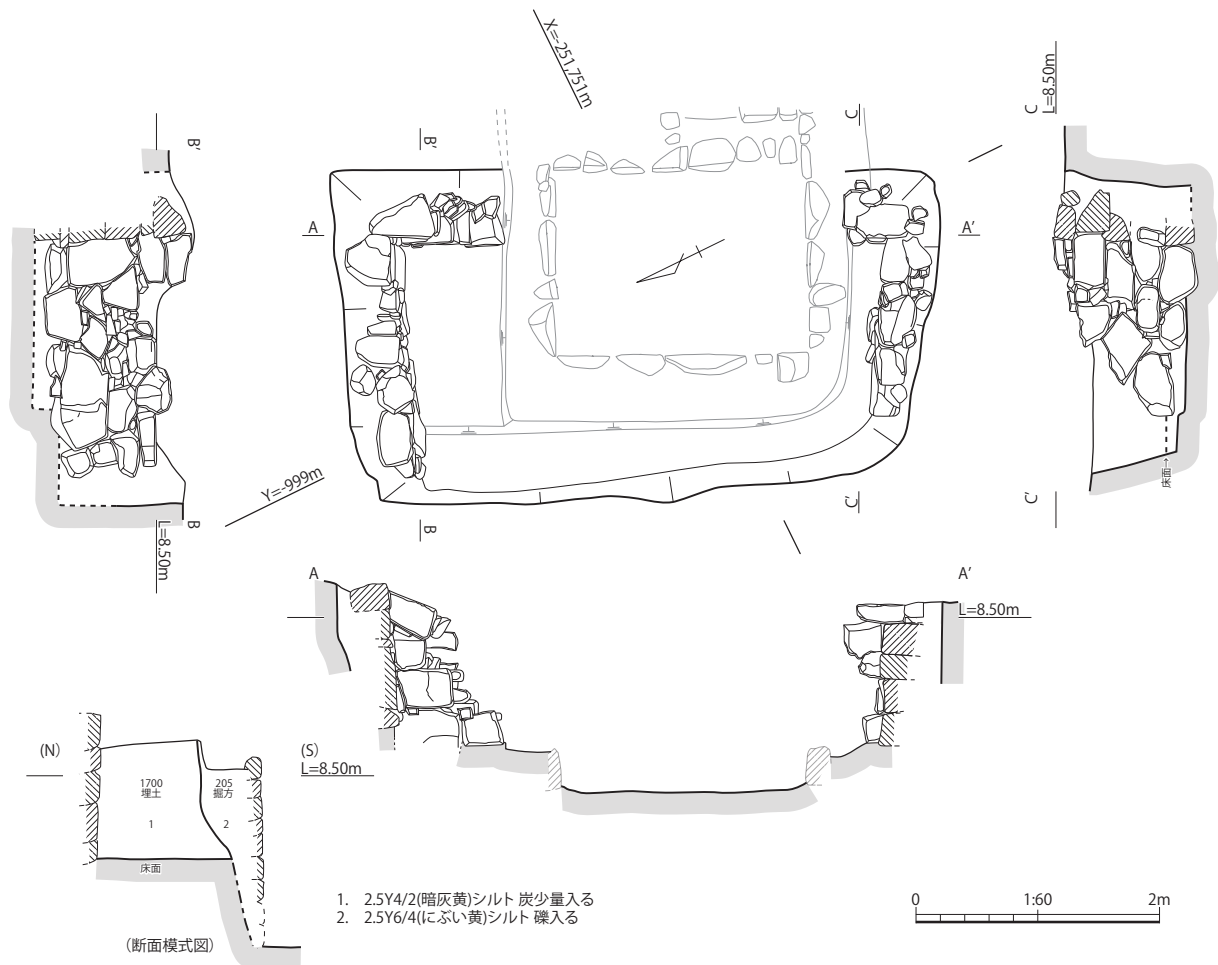 X=-251,751m
C
L=8.50m
B'
B'
C
A
A'
Y=-999m
B
L=8.50m
B
C'
C'
床面→
A
A'
L=8.50m
(N)
(S)
L=8.50m
1700
埋土
1
205
掘方
2
床面
(断面模式図)
1. 2.5Y4/2(暗灰黄)シルト 炭少量入る
2. 2.5Y6/4(にぶい黄)シルト 礫入る
0 1:60 2m